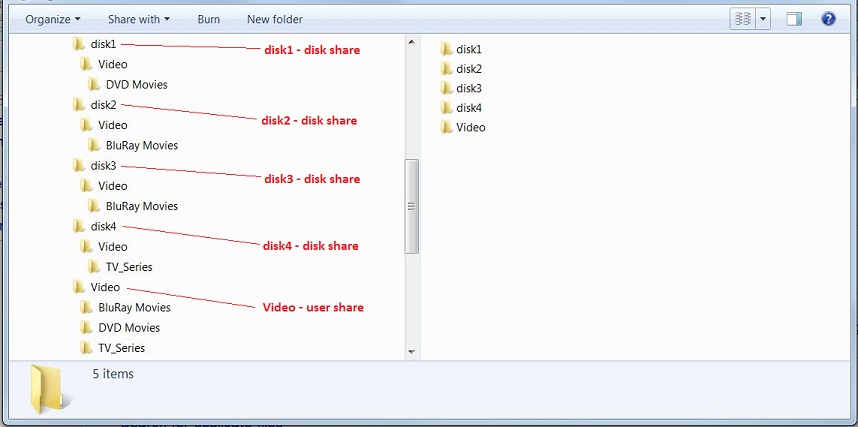 Organize Share with Burn New folder
disk1
disk1 - disk share
Video
DVD Movies
disk2
disk2 - disk share
Video
BluRay Movies
disk3
disk3 - disk share
Video
BluRay Movies
disk4
disk4 - disk share
Video
TV_Series
Video
Video - user share
BluRay Movies
DVD Movies
TV_Series
disk1
disk2
disk3
disk4
Video
5 items